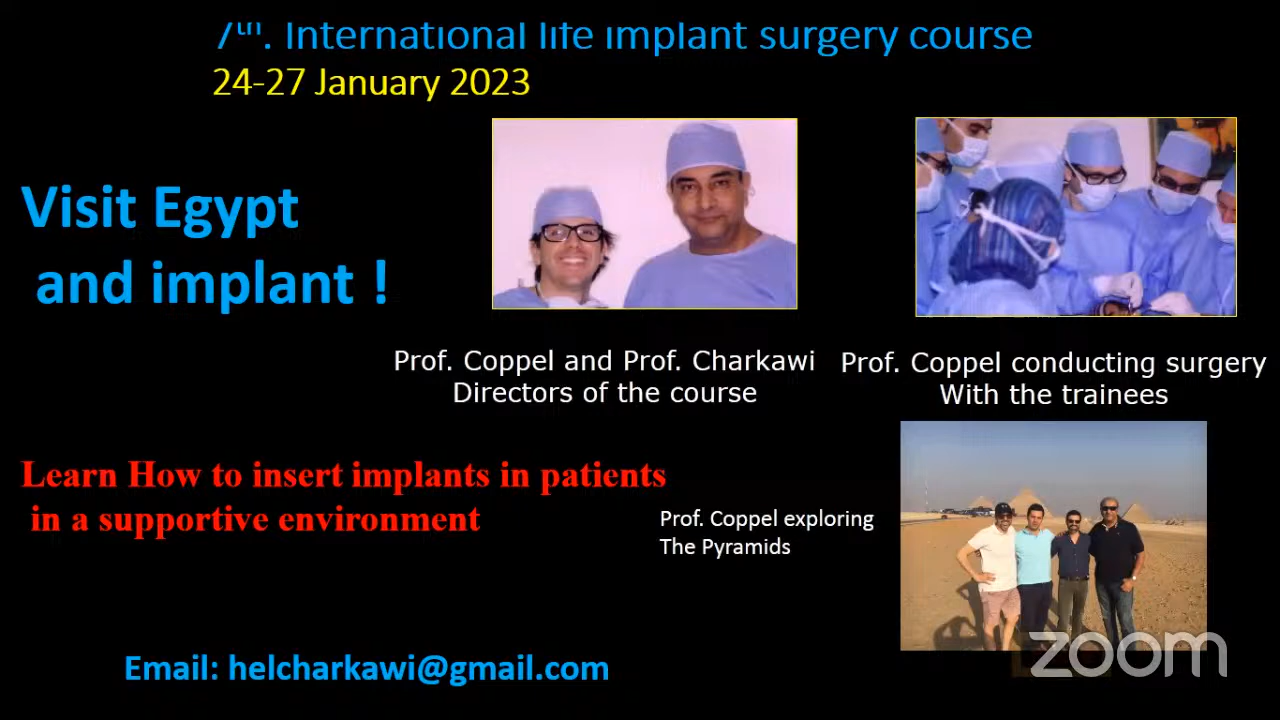 7th. International life implant surgery course
24-27 January 2023
Visit Egypt
and implant !
Prof. Coppel and Prof. Charkawi
Directors of the course
Prof. Coppel conducting surgery
With the trainees
Learn How to insert implants in patients
in a supportive environment
Prof. Coppel exploring
The Pyramids
Email: helcharkawi@gmail.com
zoom